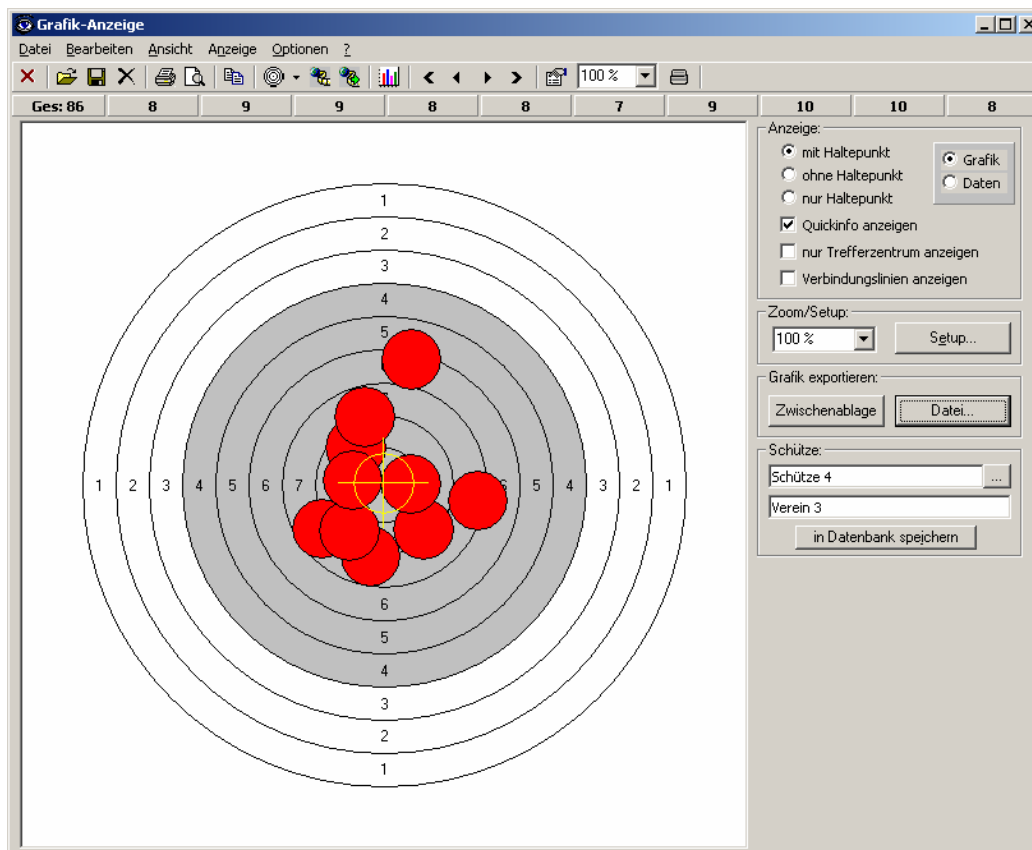 Grafik-Anzeige
Datei Bearbeiten Ansicht Anzeige Optionen ?
100 %
Ges: 86 8 9 9 8 8 7 9 10 10 8
Anzeige:
mit Haltepunkt
ohne Haltepunkt
nur Haltepunkt
Grafik
Daten
Quickinfo anzeigen
nur Trefferzentrum anzeigen
Verbindungslinien anzeigen
Zoom/Setup:
100 % Setup...
Grafik exportieren:
Zwischenablage Datei...
Schütze:
Schütze 4 ...
Verein 3
in Datenbank speichern
1
2
3
4
5
1 2 3 4 5 6 7 5 4 3 2 1
6
5
4
3
2
1